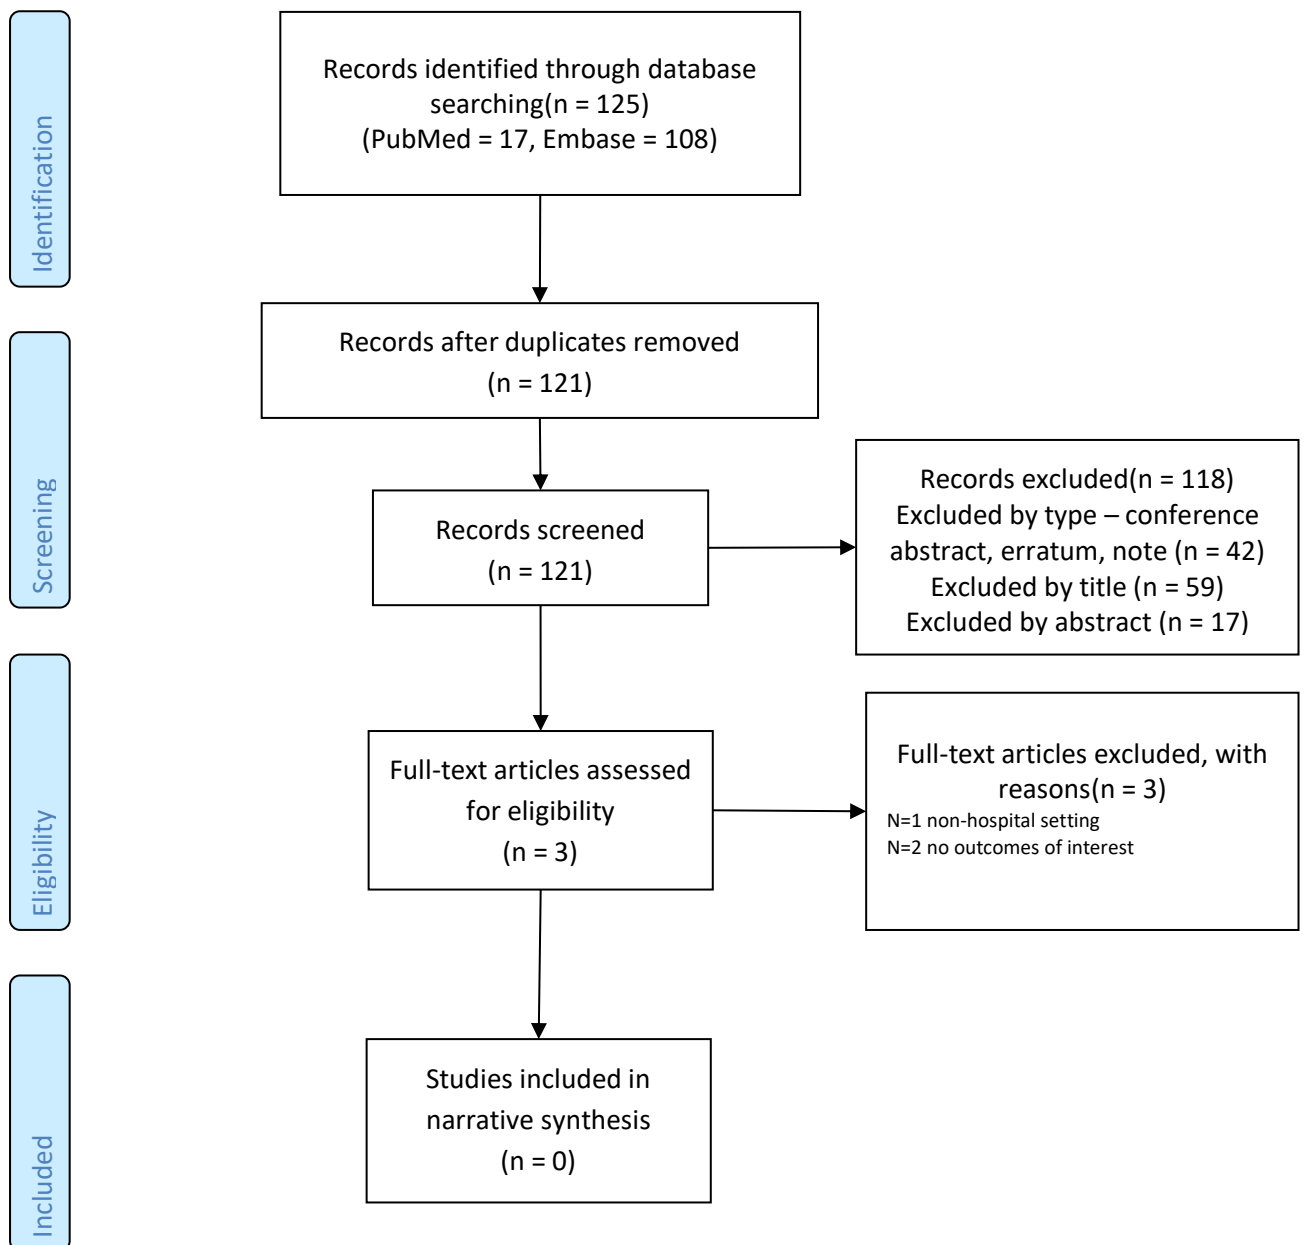 Identification
Records identified through database
searching(n = 125)
(PubMed = 17, Embase = 108)
Screening
Records after duplicates removed
(n = 121)
Records screened
(n = 121)
Records excluded(n = 118)
Excluded by type – conference
abstract, erratum, note (n = 42)
Excluded by title (n = 59)
Excluded by abstract (n = 17)
Eligibility
Full-text articles assessed
for eligibility
(n = 3)
Full-text articles excluded, with
reasons(n = 3)
N=1 non-hospital setting
N=2 no outcomes of interest
Included
Studies included in
narrative synthesis
(n = 0)